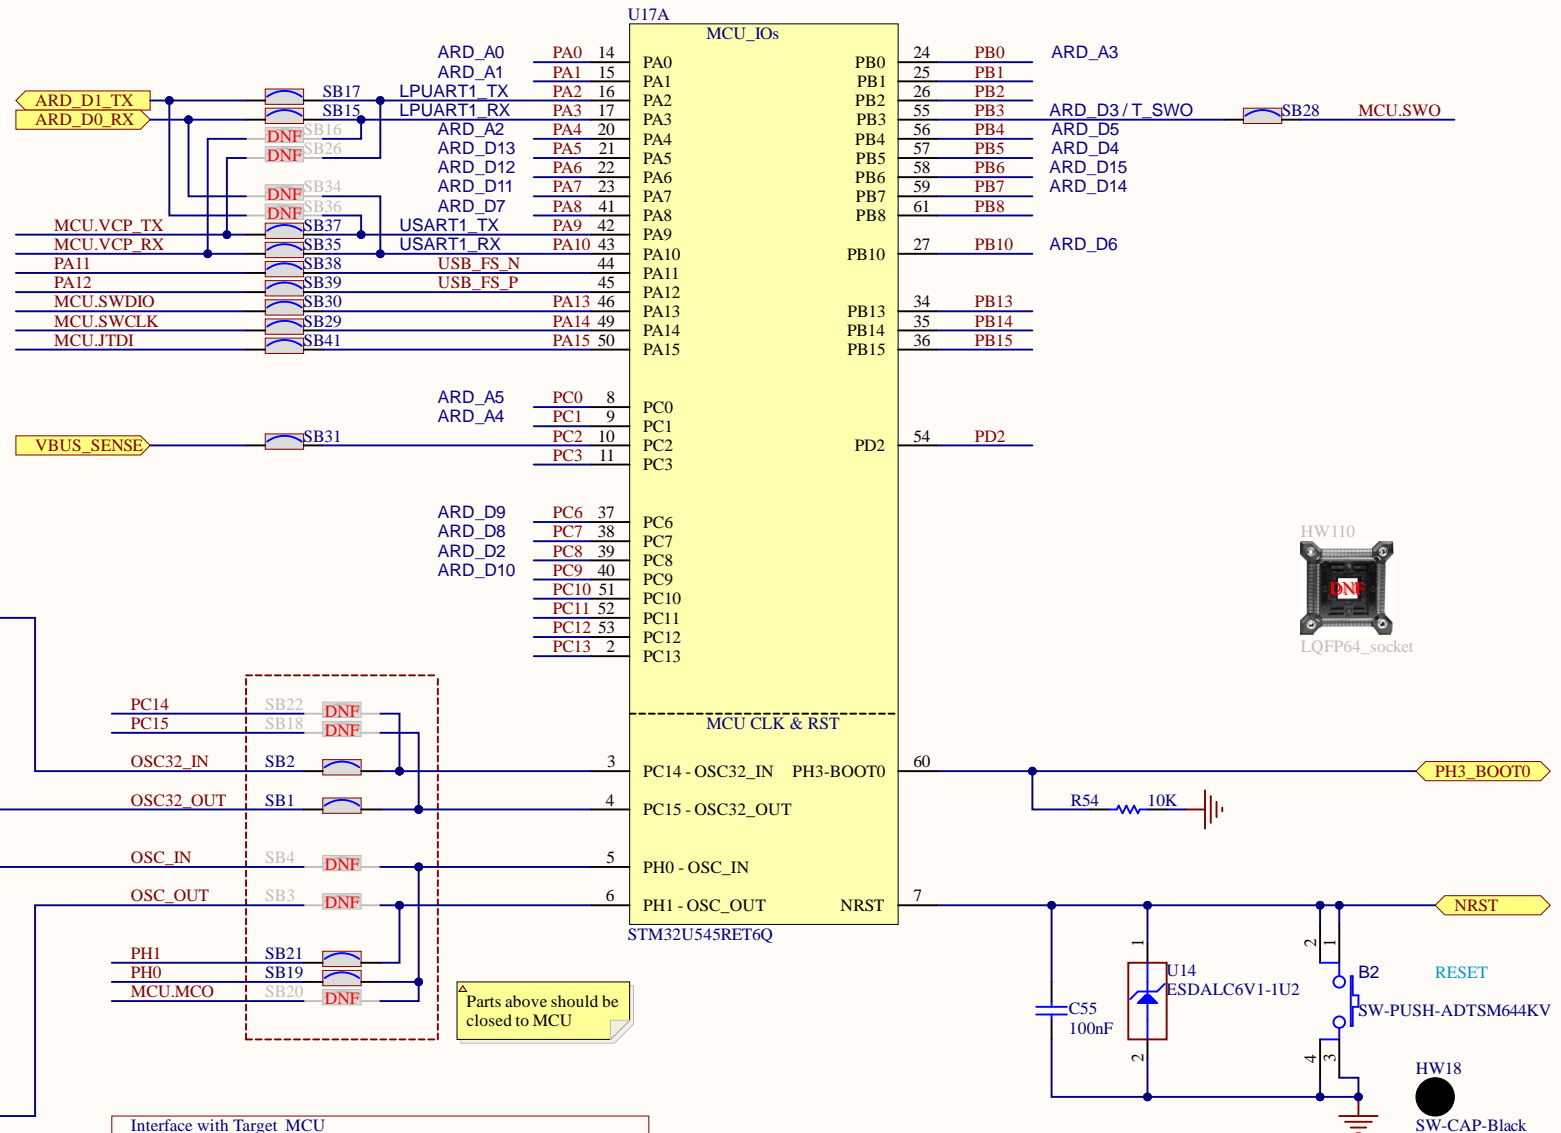 U17A
MCU_IOs
ARD_A0 PA0 14 PA0 PB0 24 PB0 ARD_A3
ARD_A1 PA1 15 PA1 PB1 25 PB1
ARD_D1_TX SB17 LPUART1_TX PA2 16 PA2 PB2 26 PB2
ARD_D0_RX SB15 LPUART1_RX PA3 17 PA3 PB3 55 PB3 ARD_D3 / T_SWO SB28 MCU.SWO
DNF SB16 ARD_A2 PA4 20 PA4 PB4 56 PB4 ARD_D5
DNF SB26 ARD_D13 PA5 21 PA5 PB5 57 PB5 ARD_D4
ARD_D12 PA6 22 PA6 PB6 58 PB6 ARD_D15
DNF SB34 ARD_D11 PA7 23 PA7 PB7 59 PB7 ARD_D14
DNF SB36 ARD_D7 PA8 41 PA8 PB8 61 PB8
MCU.VCP_TX SB37 USART1_TX PA9 42 PA9
MCU.VCP_RX SB35 USART1_RX PA10 43 PA10 PB10 27 PB10 ARD_D6
PA11 SB38 USB_FS_N 44 PA11
PA12 SB39 USB_FS_P 45 PA12
MCU.SWDIO SB30 PA13 46 PA13 PB13 34 PB13
MCU.SWCLK SB29 PA14 49 PA14 PB14 35 PB14
MCU.JTDI SB41 PA15 50 PA15 PB15 36 PB15
ARD_A5 PC0 8 PC0
ARD_A4 PC1 9 PC1
VBUS_SENSE SB31 PC2 10 PC2 PD2 54 PD2
PC3 11 PC3
ARD_D9 PC6 37 PC6
ARD_D8 PC7 38 PC7
ARD_D2 PC8 39 PC8
ARD_D10 PC9 40 PC9
PC10 51 PC10
PC11 52 PC11
PC12 53 PC12
PC13 2 PC13
HW110
DNF
LQFP64_socket
PC14 SB22 DNF
PC15 SB18 DNF
MCU CLK & RST
OSC32_IN SB2 3 PC14 - OSC32_IN PH3-BOOT0 60 PH3_BOOT0
OSC32_OUT SB1 4 PC15 - OSC32_OUT R54 10K
OSC_IN SB4 DNF 5 PH0 - OSC_IN
OSC_OUT SB3 DNF 6 PH1 - OSC_OUT NRST 7 NRST
STM32U545RET6Q
PH1 SB21
PH0 SB19
MCU.MCO SB20 DNF
Parts above should be
closed to MCU
1 U14
ESDALC6V1-1U2
2
C55
100nF
2 1
B2 RESET
SW-PUSH-ADTSM644KV
4 3
HW18
SW-CAP-Black
Interface with Target MCU